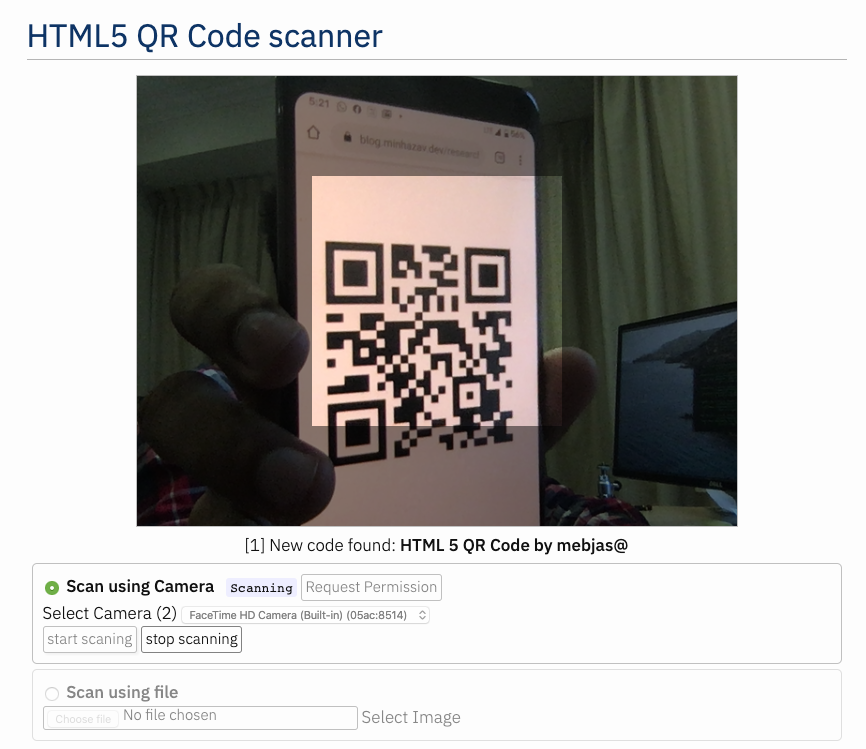 HTML5 QR Code scanner
5:21
56%
blog.minhazav.dev/research
[1] New code found: HTML 5 QR Code by mebjas@
Scan using Camera Scanning Request Permission
Select Camera (2) FaceTime HD Camera (Built-in) (05ac:8514)
start scaning stop scanning
Scan using file
Choose file No file chosen Select Image